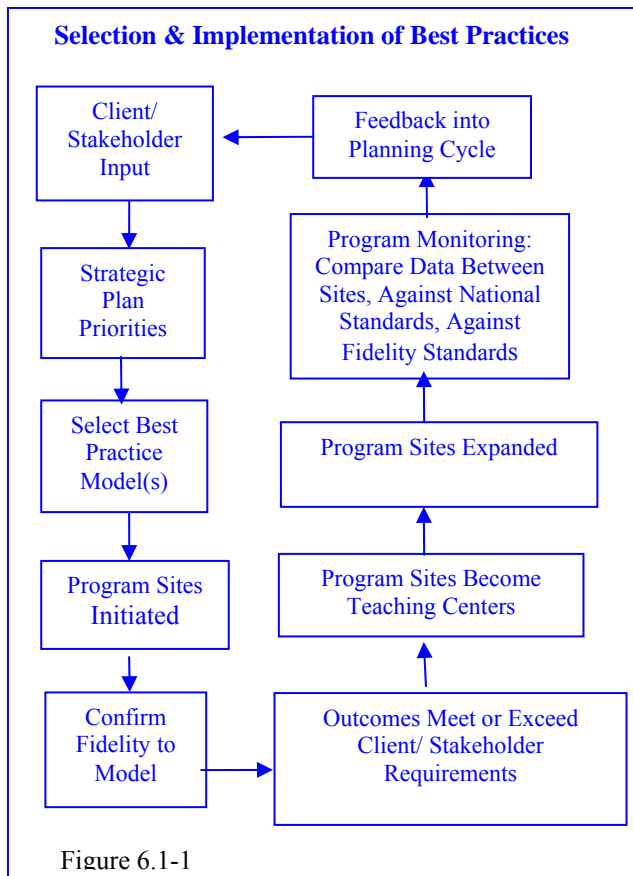 Selection & Implementation of Best Practices
Client/
Stakeholder
Input
Strategic
Plan
Priorities
Select Best
Practice
Model(s)
Program Sites
Initiated
Confirm
Fidelity to
Model
Outcomes Meet or Exceed
Client/ Stakeholder
Requirements
Program Sites Become
Teaching Centers
Program Sites Expanded
Program Monitoring:
Compare Data Between
Sites, Against National
Standards, Against
Fidelity Standards
Feedback into
Planning Cycle
Figure 6.1-1